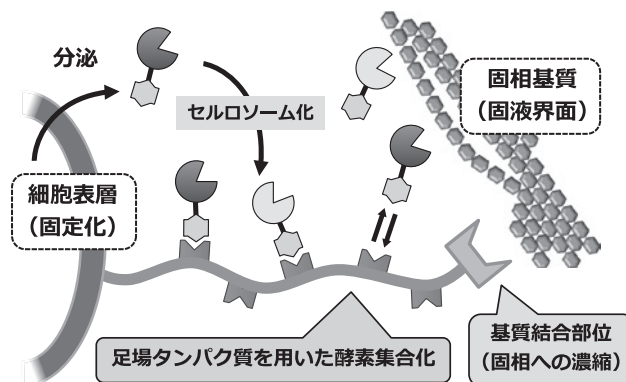 分泌
セルロソーム化
固相基質
（固液界面）
細胞表層
（固定化）
足場タンパク質を用いた酵素集合化
基質結合部位
（固相への濃縮）